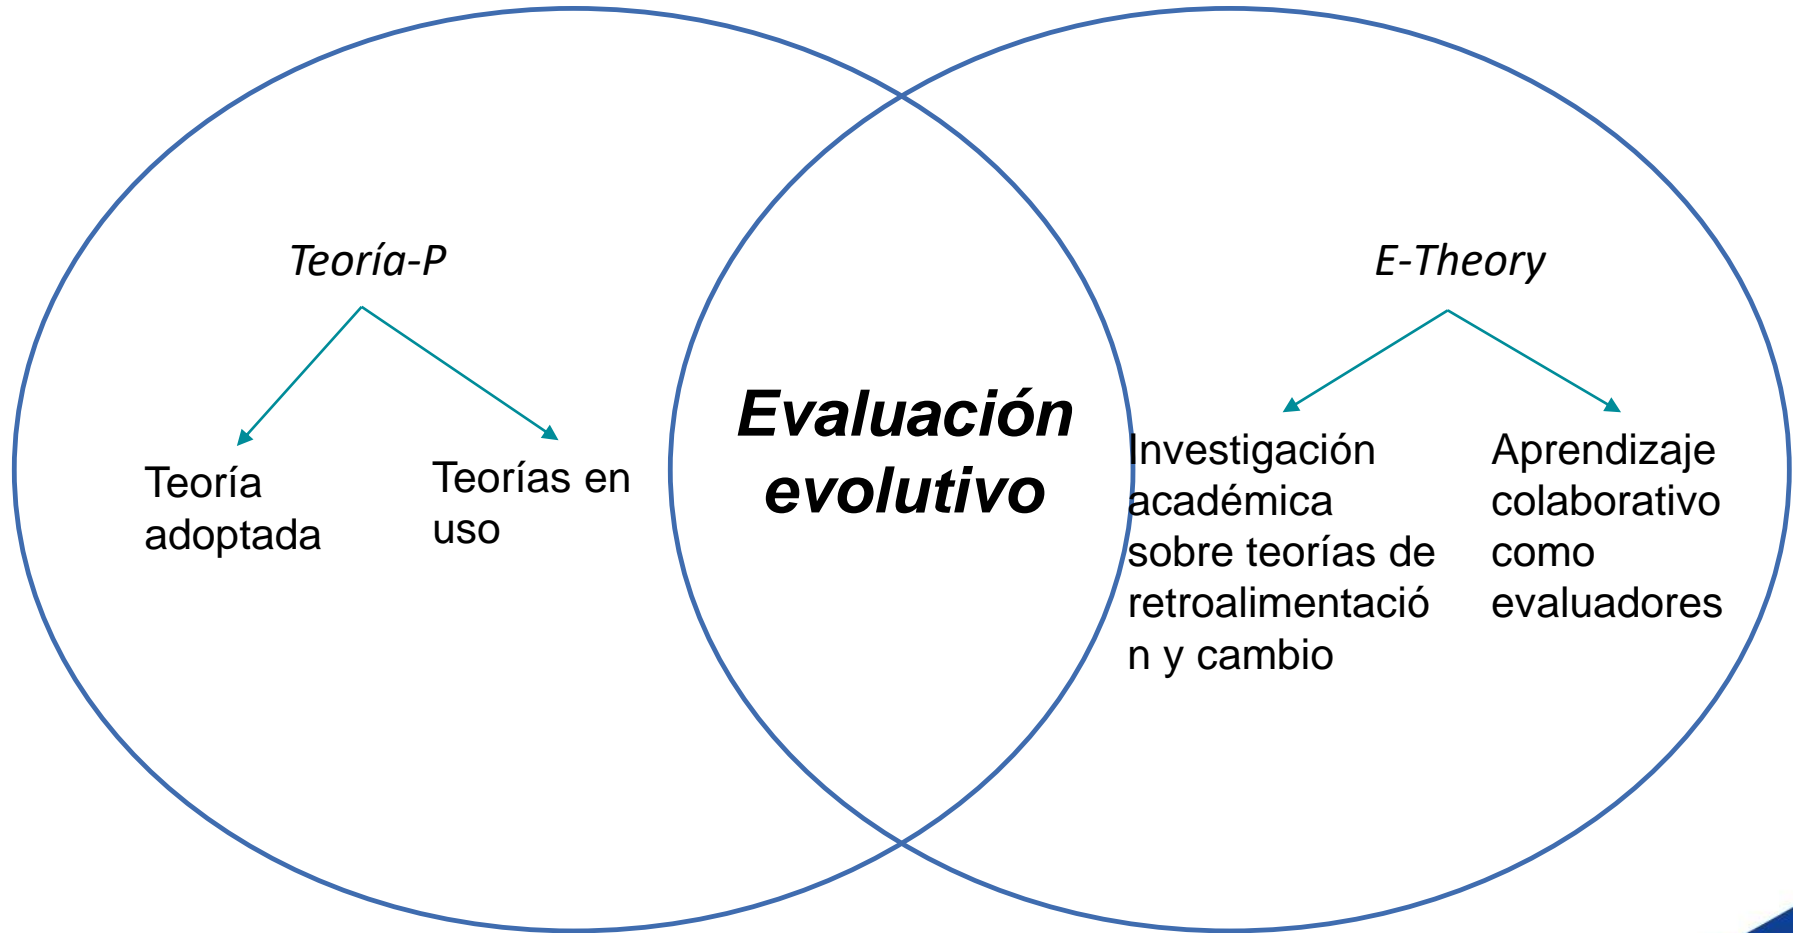 Teoría-P
Teoría
adoptada
Teorías en
uso
Evaluación
evolutivo
E-Theory
Investigación
académica
sobre teorías de
retroalimentació
n y cambio
Aprendizaje
colaborativo
como
evaluadores